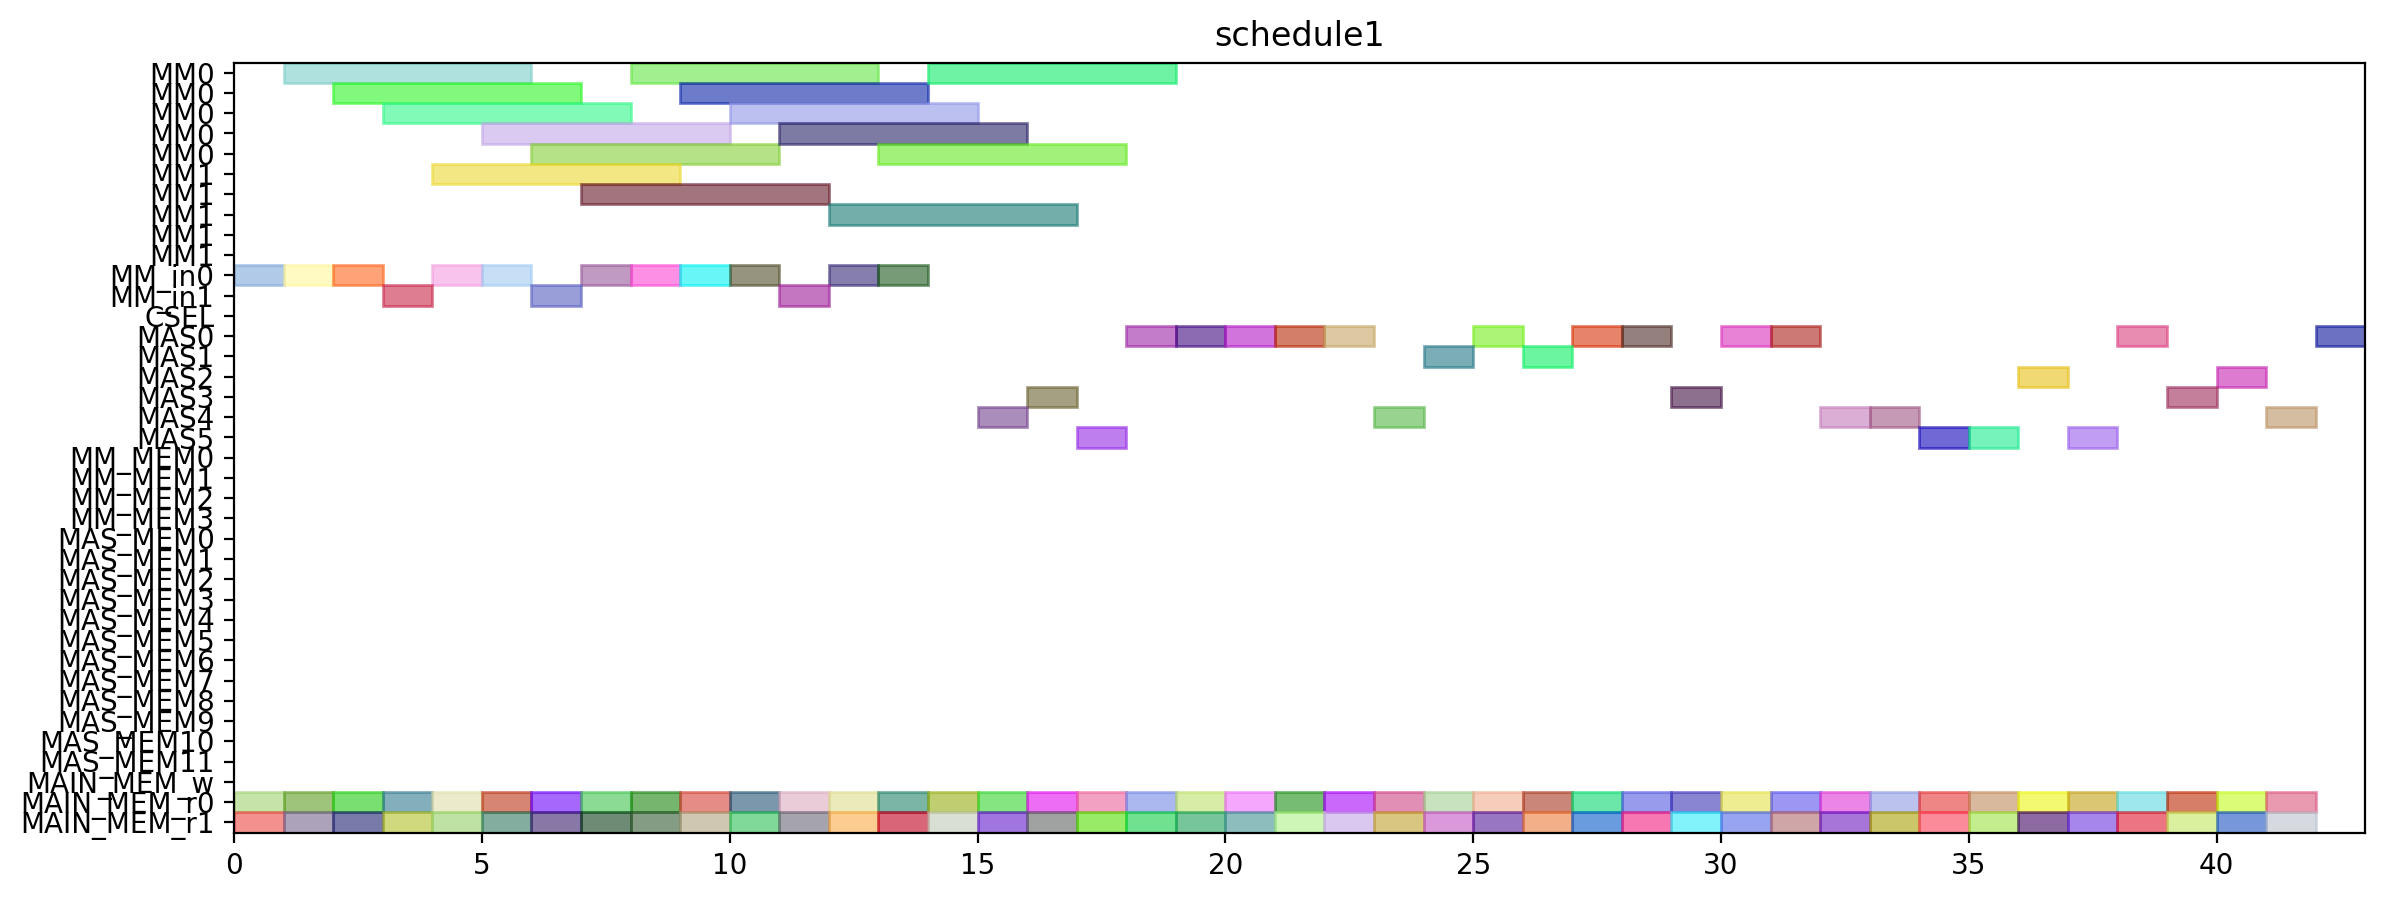 schedule1
MM0
MM0
MM0
MM0
MM0
MM1
MM1
MM1
MM1
MM1
MM_in0
MM_in1
CSEL
MAS0
MAS1
MAS2
MAS3
MAS4
MAS5
MM_MEM0
MM_MEM1
MM_MEM2
MM_MEM3
MAS_MEM0
MAS_MEM1
MAS_MEM2
MAS_MEM3
MAS_MEM4
MAS_MEM5
MAS_MEM6
MAS_MEM7
MAS_MEM8
MAS_MEM9
MAS_MEM10
MAS_MEM11
MAIN_MEM_w
MAIN_MEM_r0
MAIN_MEM_r1
0 5 10 15 20 25 30 35 40